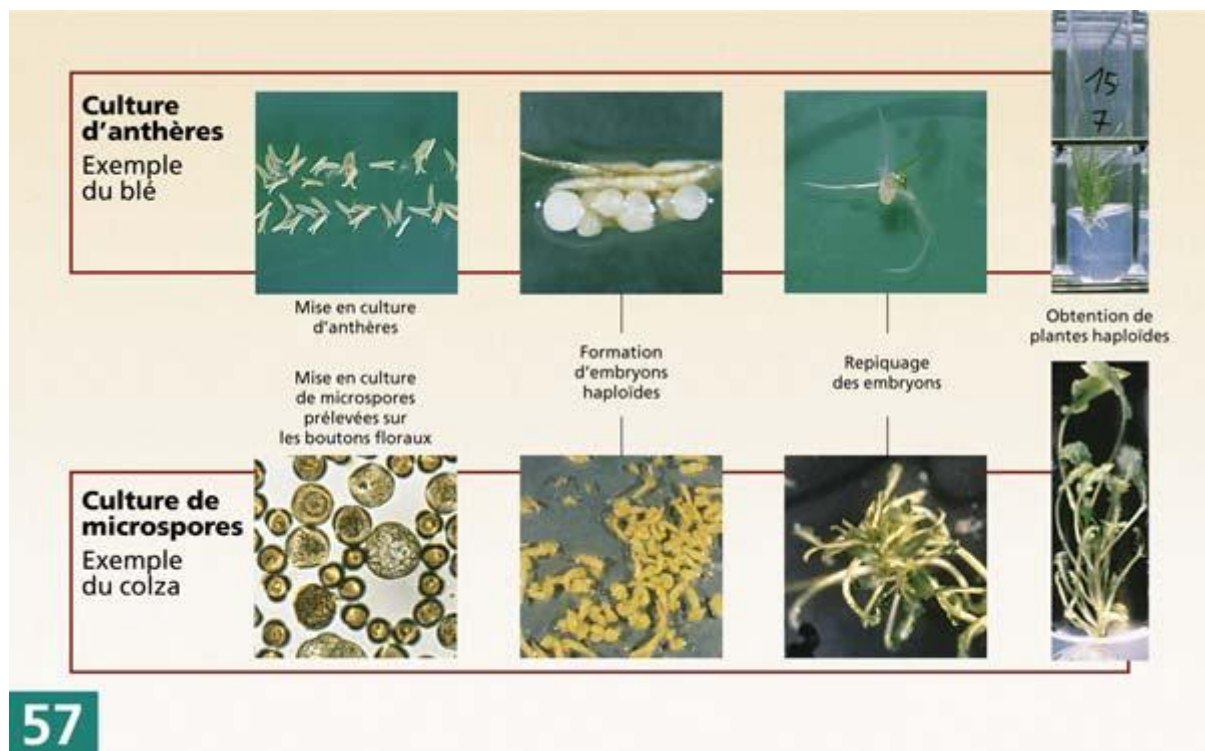 Culture
d'anthères
Exemple
du blé
15
7
Mise en culture
d'anthères
Formation
d'embryons
haploïdes
Repiquage
des embryons
Obtention de
plantes haploïdes
Mise en culture
de microspores
prélevées sur
les boutons floraux
Culture de
microspores
Exemple
du colza
57